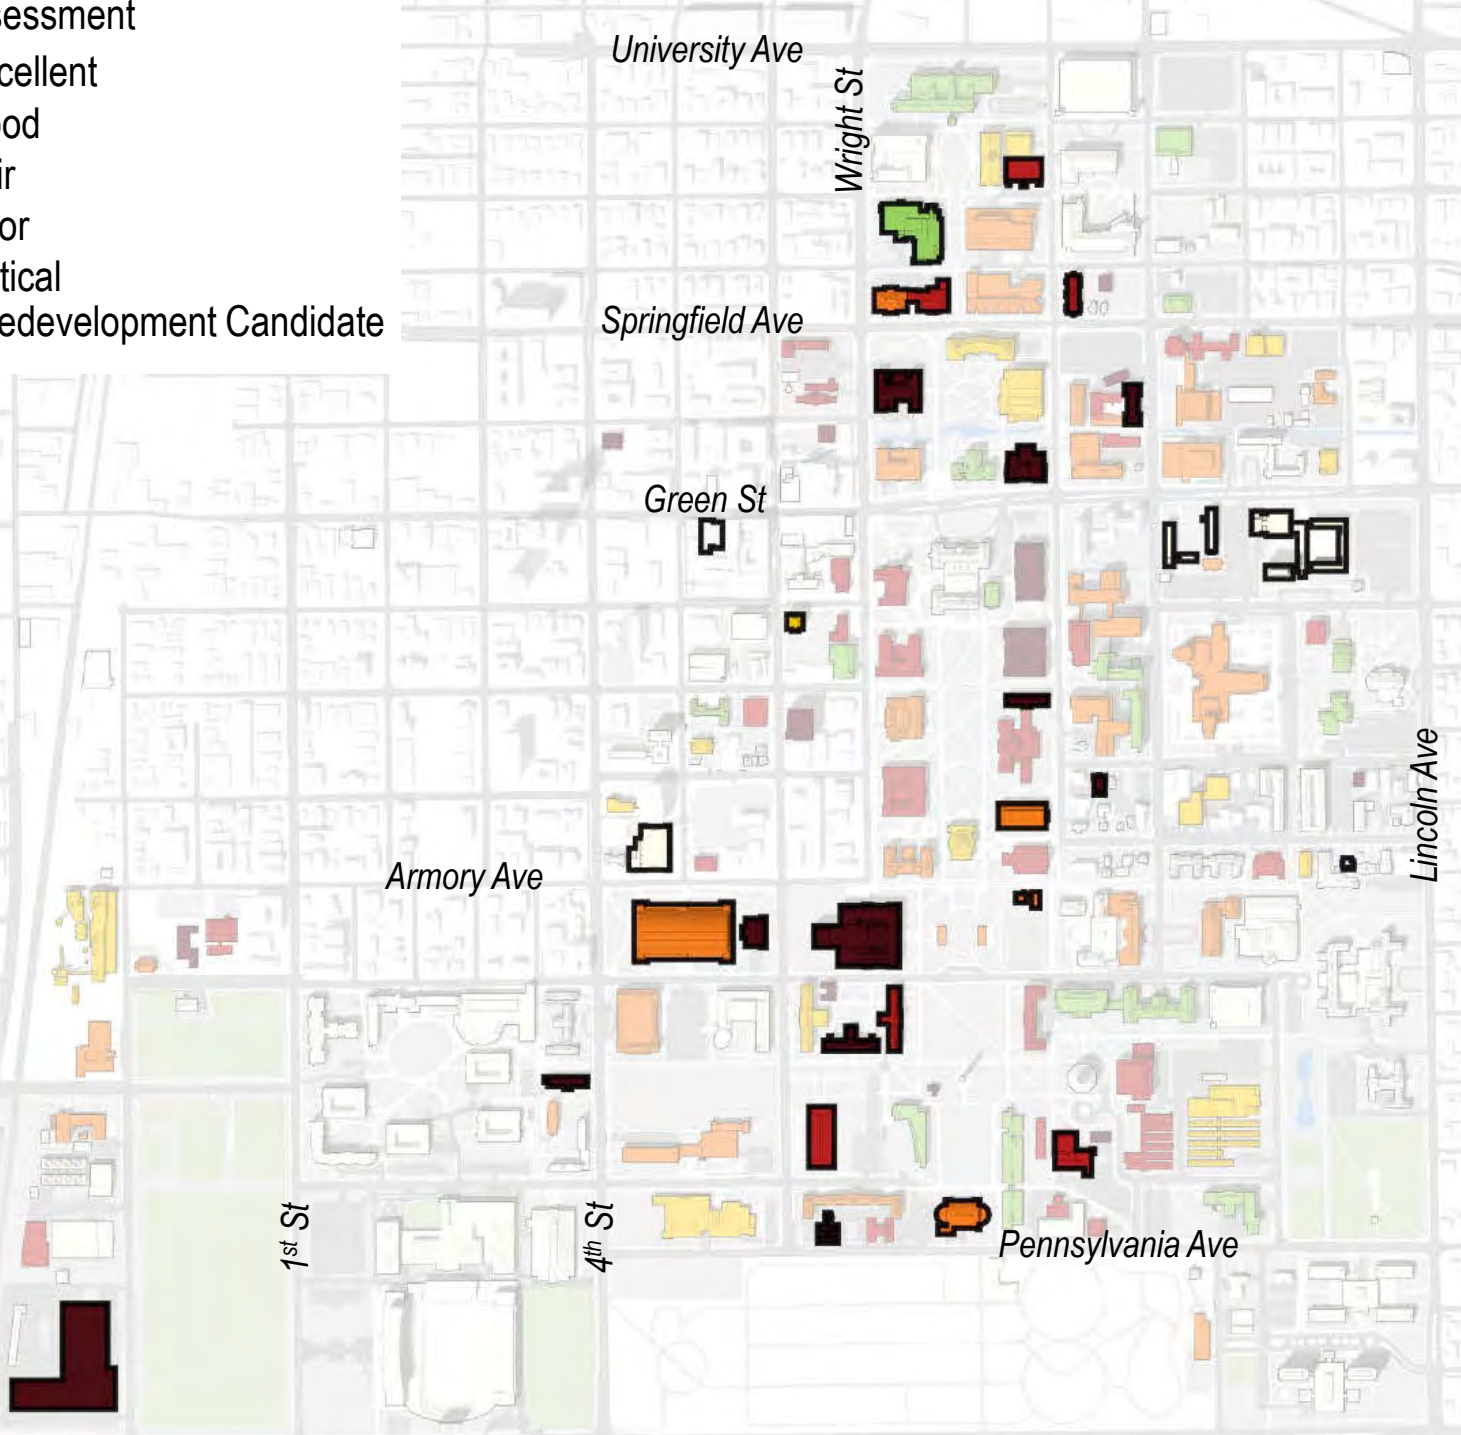 sessment
cellent
od
ir
or
tical
edevelopment Candidate
University Ave
Wright St
Springfield Ave
Green St
Lincoln Ave
Armory Ave
1st St
4th St
Pennsylvania Ave